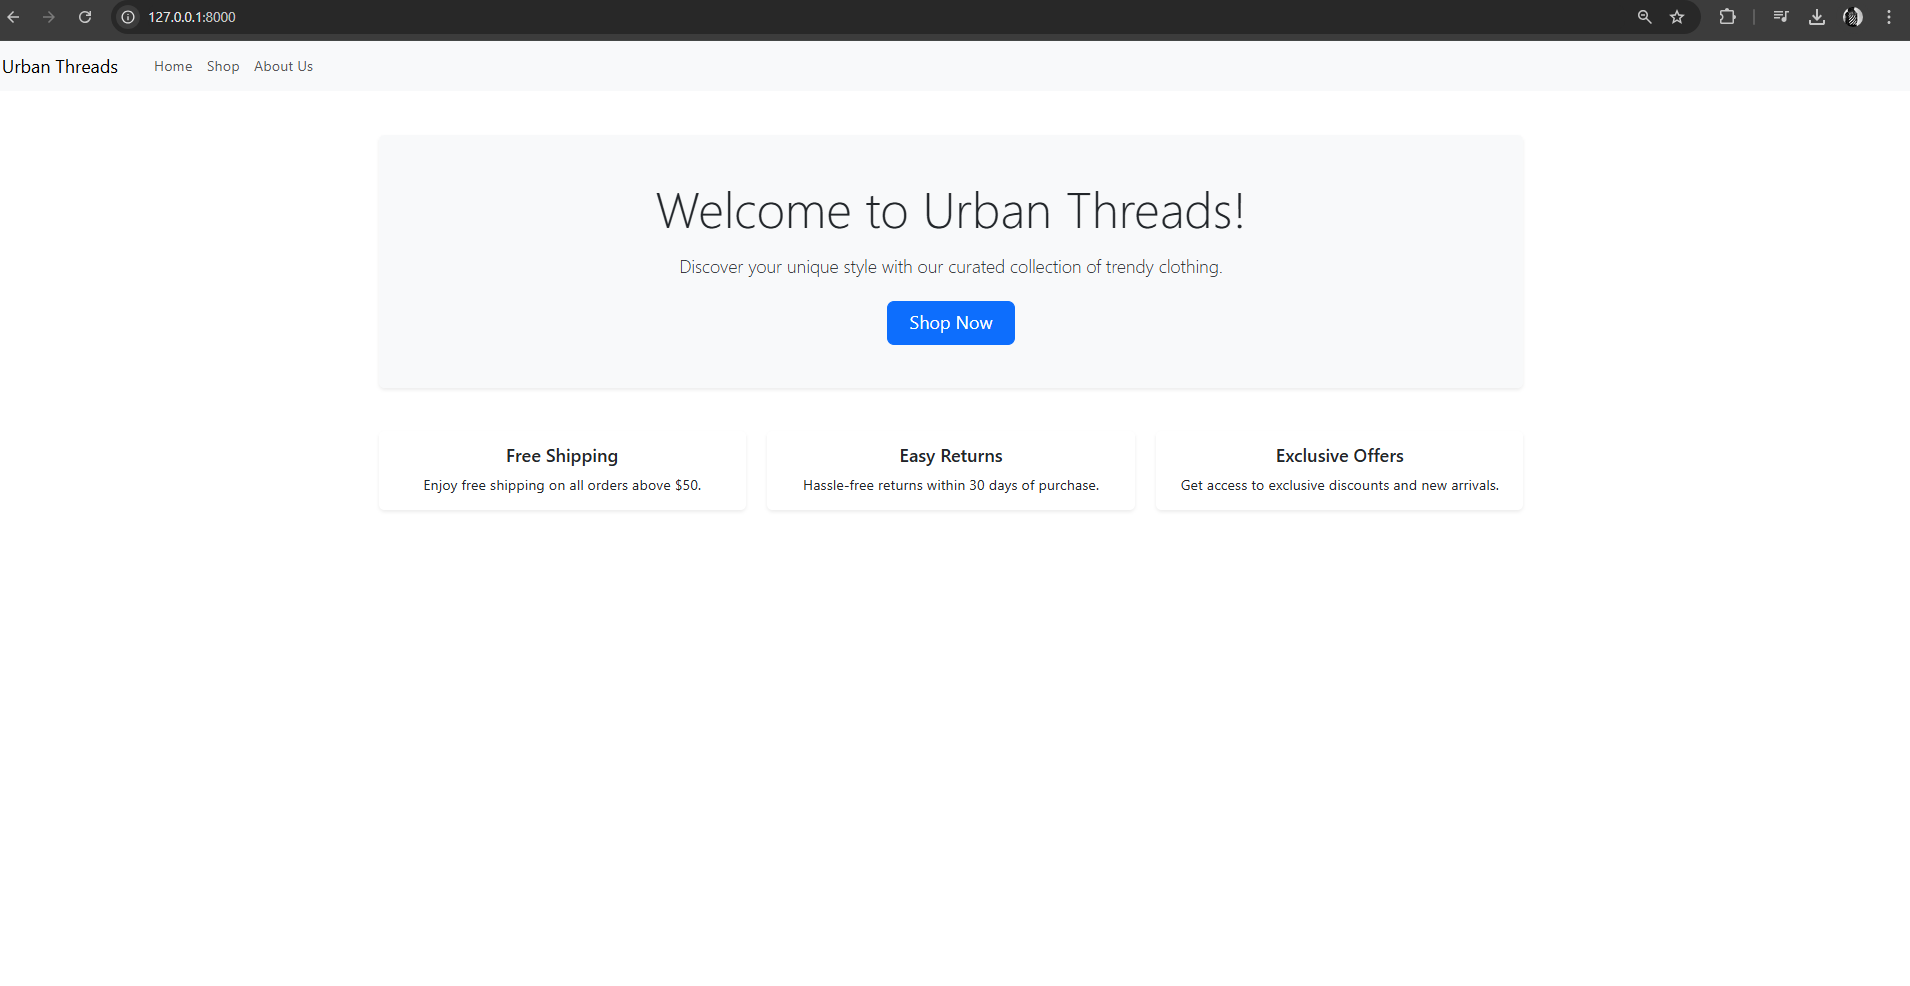 127.0.0.1:8000
Urban Threads Home Shop About Us
Welcome to Urban Threads!
Discover your unique style with our curated collection of trendy clothing.
Shop Now
Free Shipping
Enjoy free shipping on all orders above $50.
Easy Returns
Hassle-free returns within 30 days of purchase.
Exclusive Offers
Get access to exclusive discounts and new arrivals.